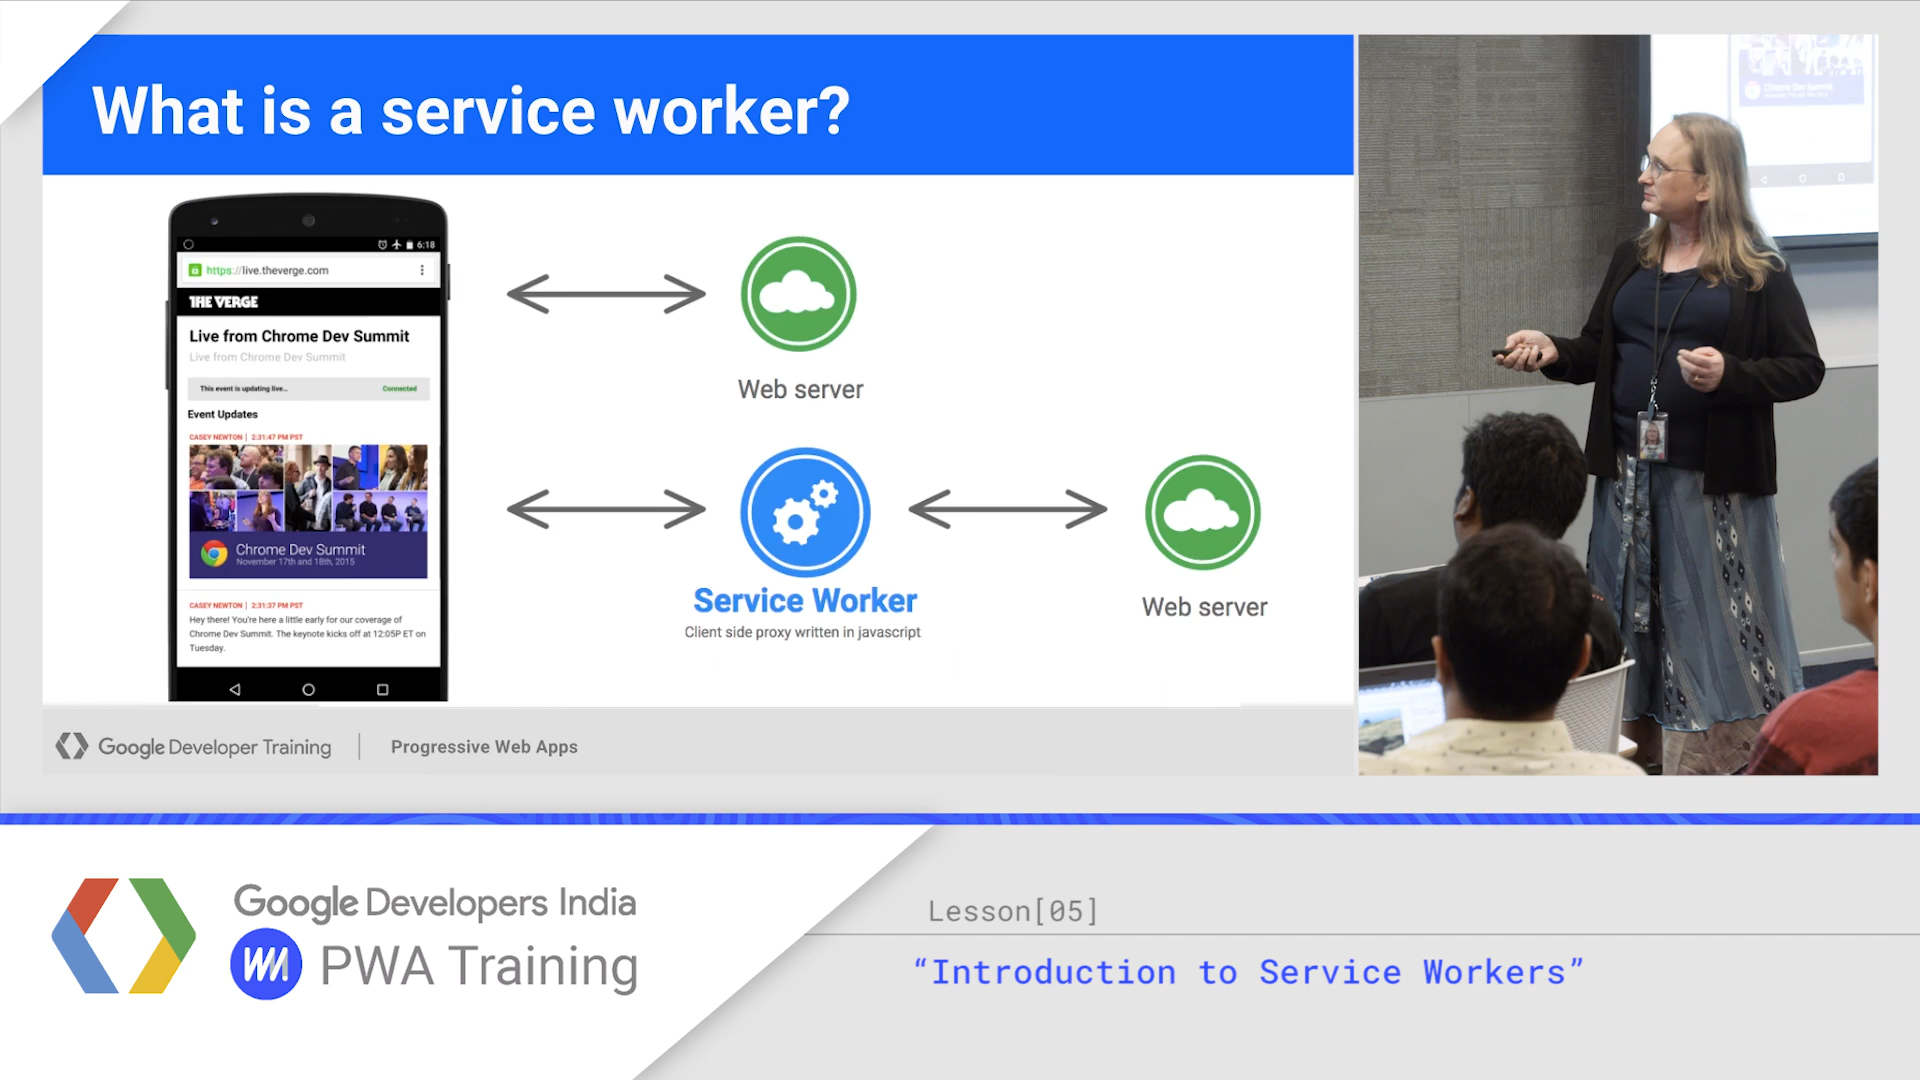 What is a service worker?
6:18
https://live.theverge.com
THE VERGE
Live from Chrome Dev Summit
Live from Chrome Dev Summit
This event is updating live... Connected
Event Updates
CASEY NEWTON | 2:31:47 PM PST
Chrome Dev Summit
November 17th and 18th, 2015
CASEY NEWTON | 2:31:37 PM PST
Hey there! You're here a little early for our coverage of
Chrome Dev Summit. The keynote kicks off at 12:05P ET on
Tuesday.
Web server
Service Worker
Client side proxy written in javascript
Web server
Chrome Dev Summit
Google Developer Training | Progressive Web Apps
Google Developers India
PWA Training
Lesson[05]
“Introduction to Service Workers”